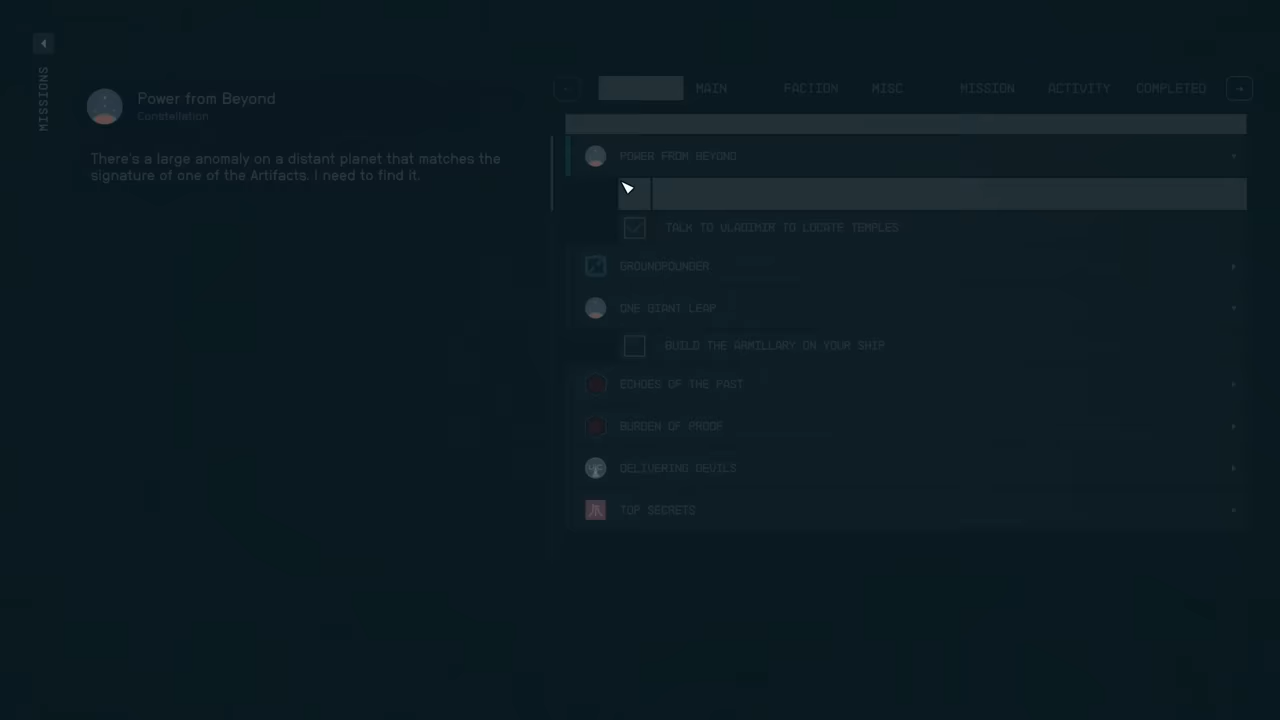 MISSIONS
Power from Beyond
Constellation
There's a large anomaly on a distant planet that matches the
signature of one of the Artifacts. I need to find it.
MAIN FACTION MISC MISSION ACTIVITY COMPLETED
POWER FROM BEYOND
TALK TO VLADIMIR TO LOCATE TEMPLES
GROUNDPOUNDER
ONE GIANT LEAP
BUILD THE ARMILLARY ON YOUR SHIP
ECHOES OF THE PAST
BURDEN OF PROOF
DELIVERING DEVILS
TOP SECRETS